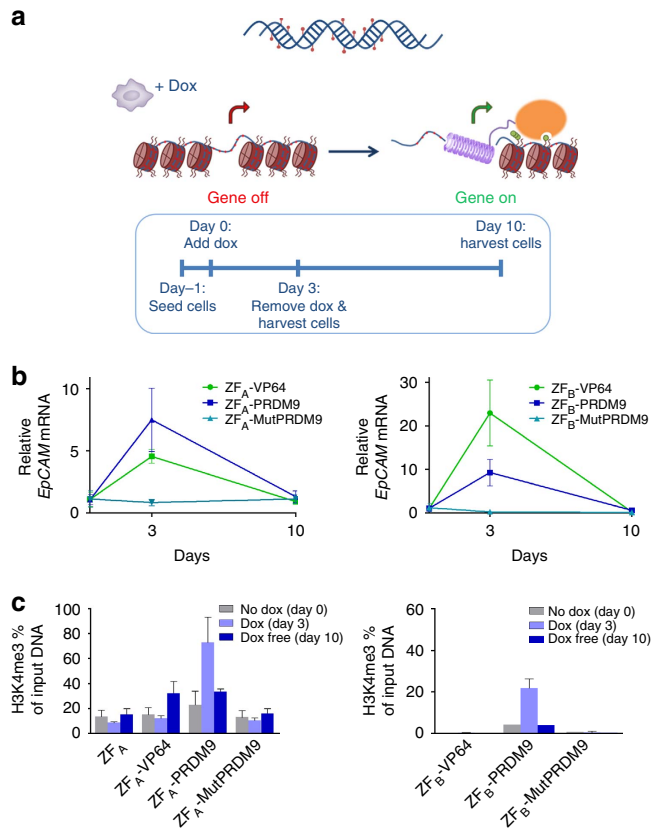 a
+ Dox
Gene off
Gene on
Day 0:
Add dox
Day 10:
harvest cells
Day–1:
Seed cells
Day 3:
Remove dox &
harvest cells
b
Relative
EpCAM mRNA
10
5
0
3
10
Days
ZFA-VP64
ZFA-PRDM9
ZFA-MutPRDM9
Relative
EpCAM mRNA
30
20
10
0
3
10
Days
ZFB-VP64
ZFB-PRDM9
ZFB-MutPRDM9
c
H3K4me3 %
of input DNA
100
80
60
40
20
0
No dox (day 0)
Dox (day 3)
Dox free (day 10)
ZFA
ZFA-VP64
ZFA-PRDM9
ZFA-MutPRDM9
H3K4me3 %
of input DNA
60
40
20
0
No dox (day 0)
Dox (day 3)
Dox free (day 10)
ZFB-VP64
ZFB-PRDM9
ZFB-MutPRDM9